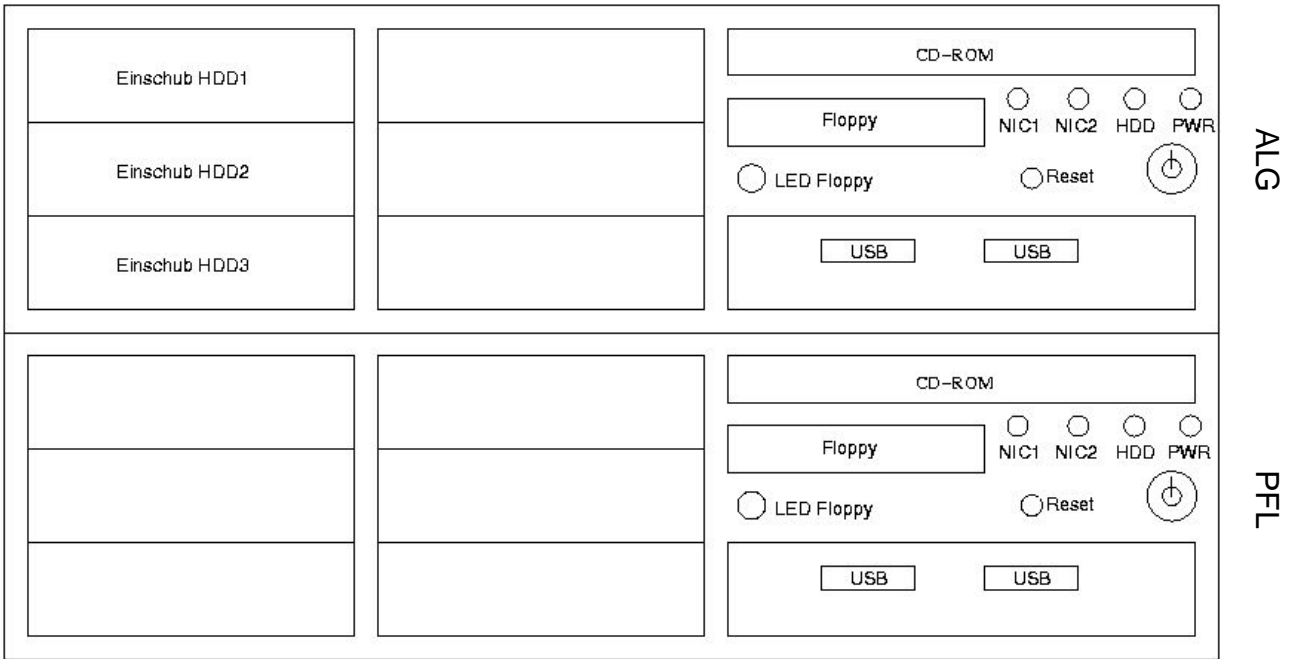 CD-ROM
Einschub HDD1
Floppy
NIC1 NIC2 HDD PWR
Einschub HDD2
LED Floppy
Reset
Einschub HDD3
USB
USB
ALG
CD-ROM
Floppy
NIC1 NIC2 HDD PWR
LED Floppy
Reset
USB
USB
PFL